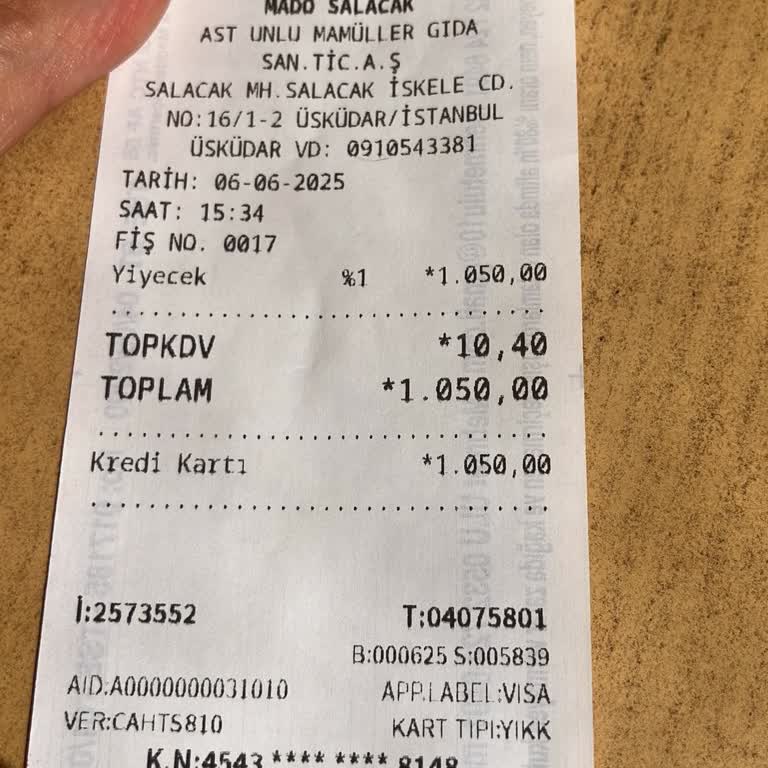 MADO SALACAK
AST UNLU MAMÜLLER GIDA
SAN.TİC.A.Ş
SALACAK MH.SALACAK İSKELE CD.
NO:16/1-2 ÜSKÜDAR/İSTANBUL
ÜSKÜDAR VD: 0910543381
TARİH: 06-06-2025
SAAT: 15:34
FİŞ NO. 0017
Yiyecek %1 *1.050,00
TOPKDV *10,40
TOPLAM *1.050,00
Kredi Kartı *1.050,00
İ:2573552 T:04075801
B:000625 S:005839
AID:A0000000031010 APP.LABEL:VISA
VER:CAHTS810 KART TIPI:YIKK
K.N:4543 **** **** 8148